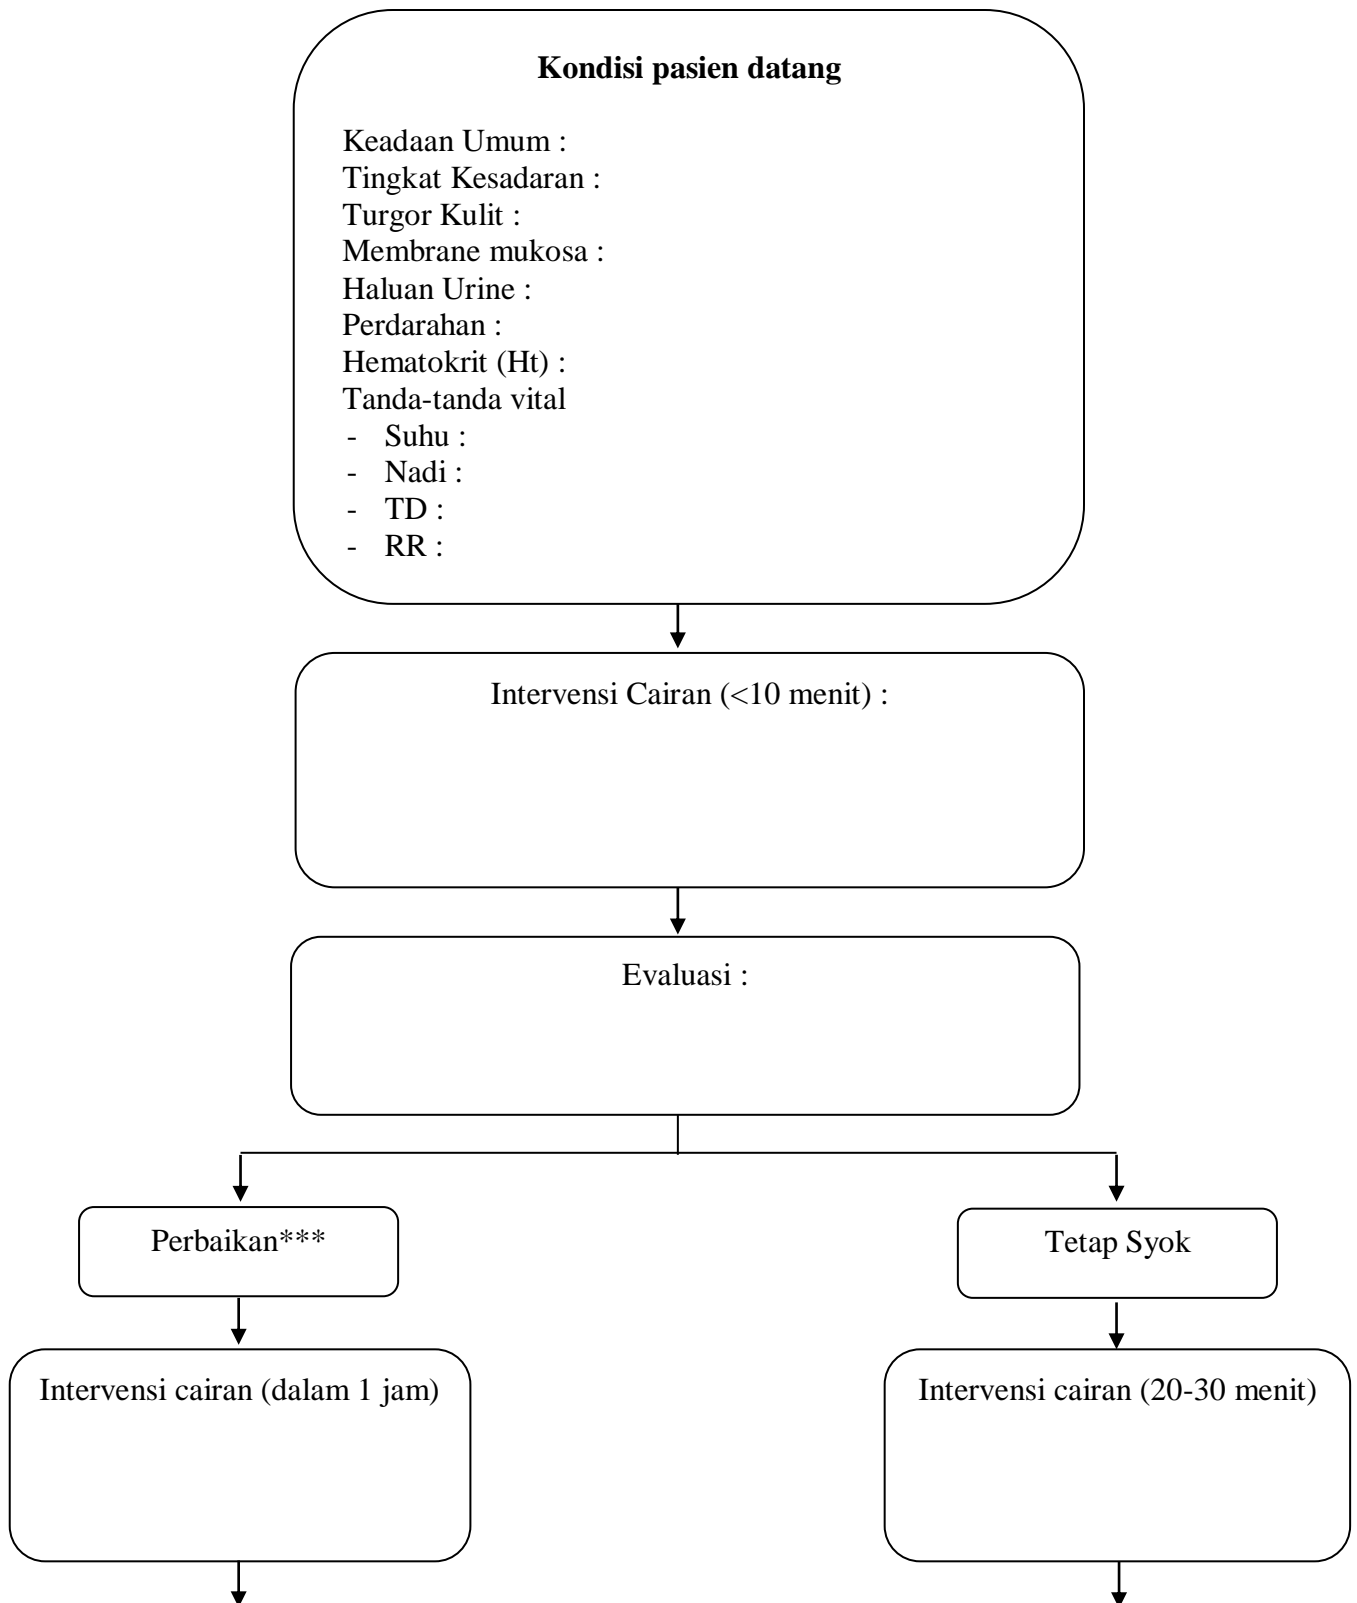 Kondisi pasien datang
Keadaan Umum :
Tingkat Kesadaran :
Turgor Kulit :
Membrane mukosa :
Haluan Urine :
Perdarahan :
Hematokrit (Ht) :
Tanda-tanda vital
- Suhu :
- Nadi :
- TD :
- RR :
Intervensi Cairan (<10 menit) :
Evaluasi :
Perbaikan***
Tetap Syok
Intervensi cairan (dalam 1 jam)
Intervensi cairan (20-30 menit)